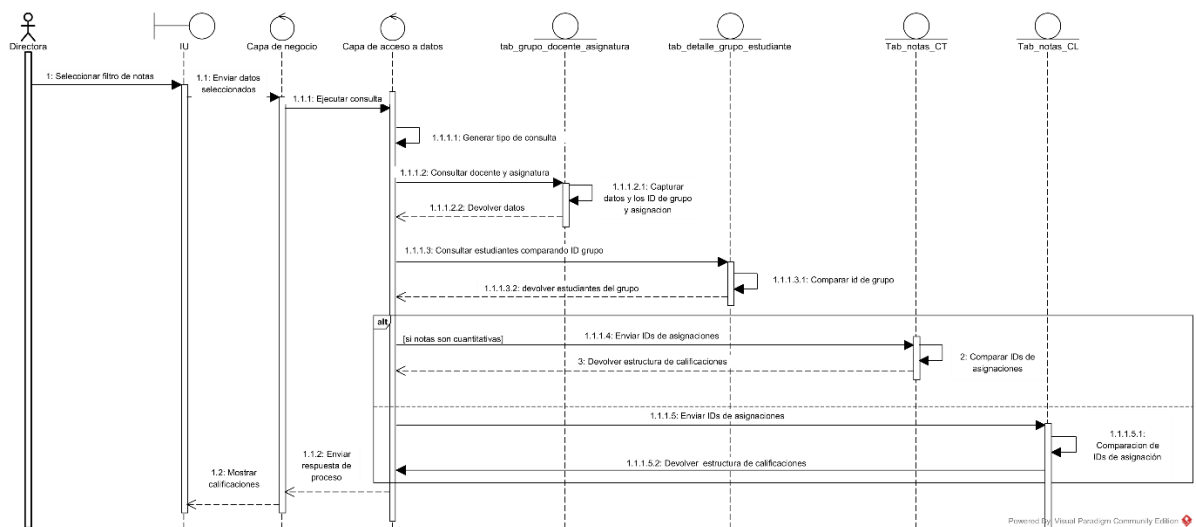 Directora
IU
Capa de negocio
Capa de acceso a datos
tab_grupo_docente_asignatura
tab_detalle_grupo_estudiante
Tab_notas_CT
Tab_notas_CL
1: Seleccionar filtro de notas
1.1: Enviar datos
seleccionados
1.1.1: Ejecutar consulta
1.1.1.1: Generar tipo de consulta
1.1.1.2: Consultar docente y asignatura
1.1.1.2.1: Capturar
datos y los ID de grupo
y asignacion
1.1.1.2.2: Devolver datos
1.1.1.3: Consultar estudiantes comparando ID grupo
1.1.1.3.1: Comparar id de grupo
1.1.1.3.2: devolver estudiantes del grupo
alt
[si notas son cuantitativas]
1.1.1.4: Enviar IDs de asignaciones
2: Comparar IDs de
asignaciones
3: Devolver estructura de calificaciones
1.1.1.5: Enviar IDs de asignaciones
1.1.1.5.1:
Comparacion de
IDs de asignación
1.1.1.5.2: Devolver estructura de calificaciones
1.1.2: Enviar
respuesta de
proceso
1.2: Mostrar
calificaciones
Powered By Visual Paradigm Community Edition